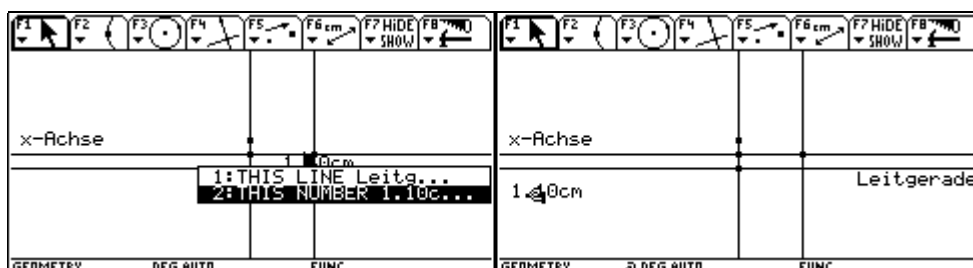 F1 F2 F3 F4 F5 F6 cm F7 HiDE SHOW F8
x-Achse
1 0cm
1:THIS LINE Leitg...
2:THIS NUMBER 1.10c...
GEOMETRY DEG AUTO FUNC
F1 F2 F3 F4 F5 F6 cm F7 HiDE SHOW F8
x-Achse
Leitgerade
1. 0cm
GEOMETRY DEG AUTO FUNC